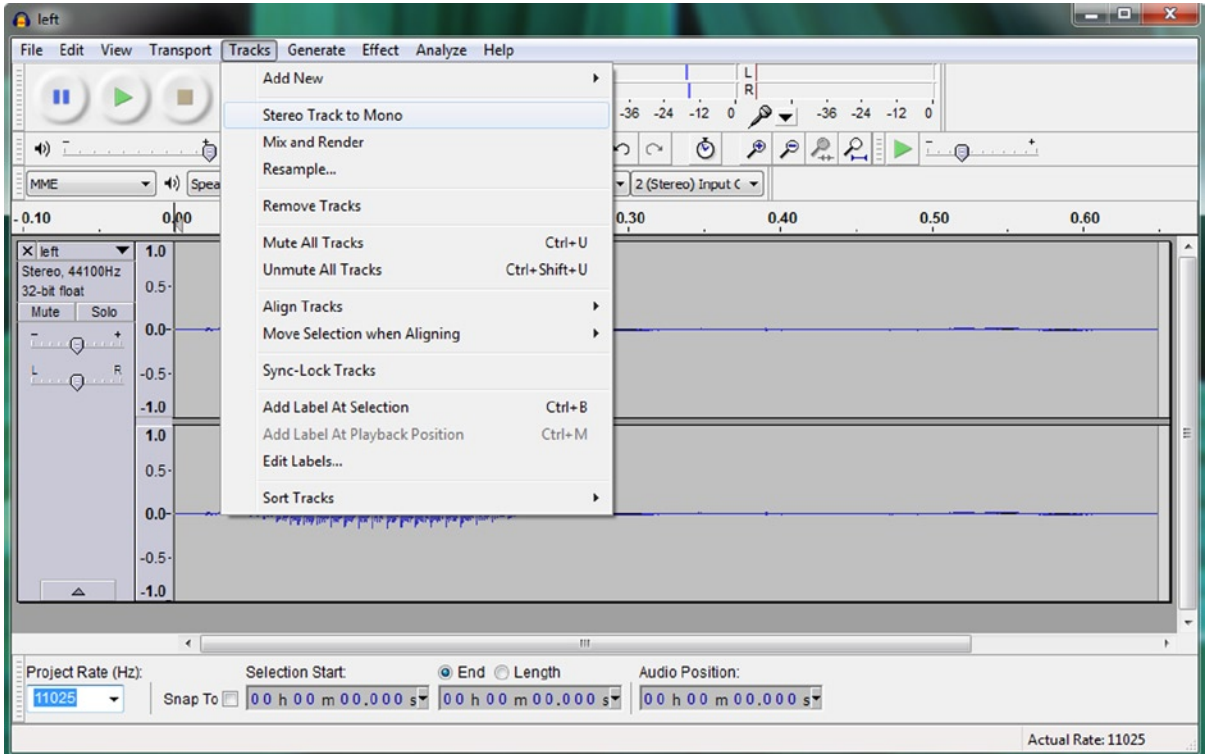 left
File Edit View Transport Tracks Generate Effect Analyze Help
L
R
-36 -24 -12 0 -36 -24 -12 0
MME Spea 2 (Stereo) Input (
- 0.10 0.00 0.30 0.40 0.50 0.60
Add New
Stereo Track to Mono
Mix and Render
Resample...
Remove Tracks
Mute All Tracks Ctrl+U
Unmute All Tracks Ctrl+Shift+U
Align Tracks
Move Selection when Aligning
Sync-Lock Tracks
Add Label At Selection Ctrl+B
Add Label At Playback Position Ctrl+M
Edit Labels...
Sort Tracks
X left 1.0
Stereo, 44100Hz
32-bit float 0.5-
Mute Solo
- + 0.0-
L R -0.5-
-1.0
1.0
0.5-
0.0-
-0.5-
-1.0
Project Rate (Hz): Selection Start: End Length Audio Position:
11025 Snap To 00 h 00 m 00.000 s 00 h 00 m 00.000 s 00 h 00 m 00.000 s
Actual Rate: 11025